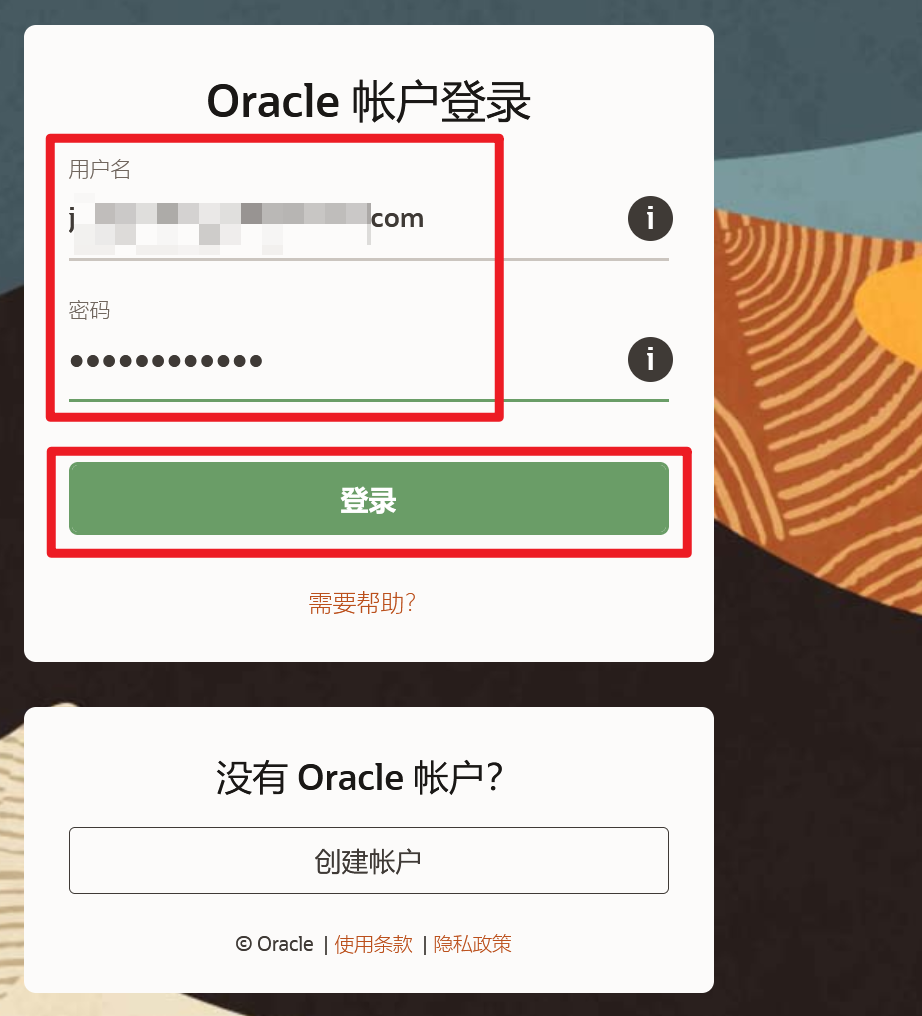 Oracle 帐户登录
用户名
j
com
i
密码
●●●●●●●●●●●●
i
登录
需要帮助?
没有 Oracle 帐户?
创建帐户
© Oracle | 使用条款 | 隐私政策